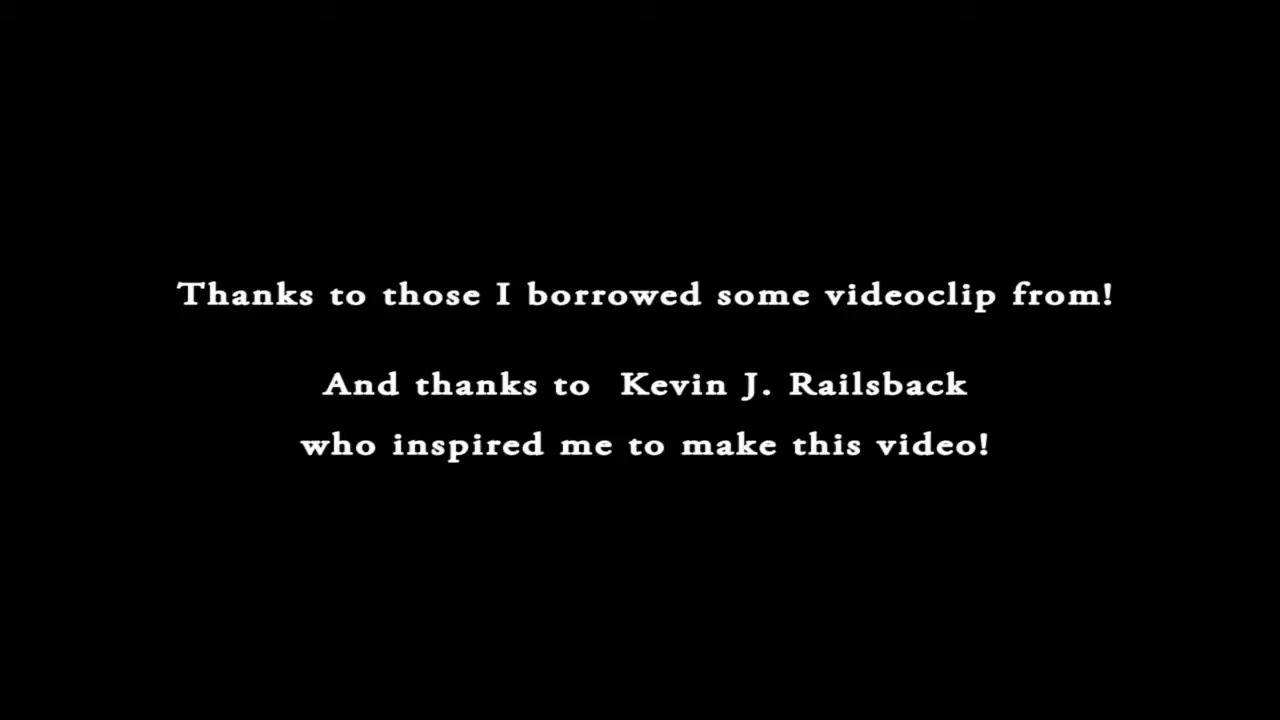 Thanks to those I borrowed some videoclip from!
And thanks to  Kevin J. Railsback
who inspired me to make this video!